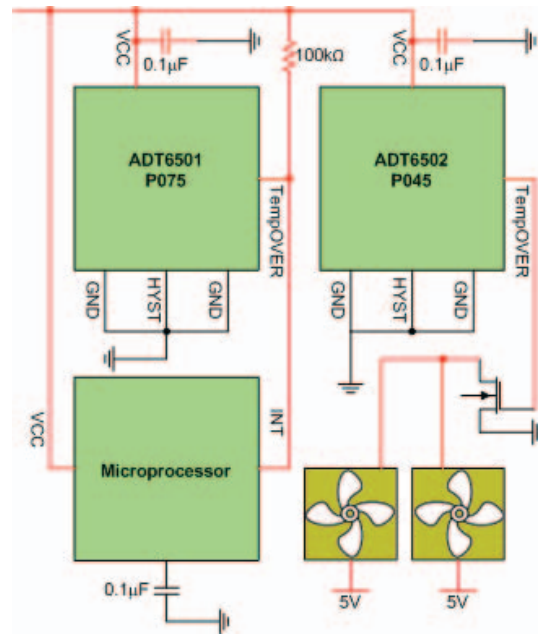 VCC
0.1µF
100kΩ
VCC
0.1µF
ADT6501
P075
TempOVER
GND
HYST
GND
ADT6502
P045
TempOVER
GND
HYST
GND
VCC
INT
Microprocessor
0.1µF
5V
5V